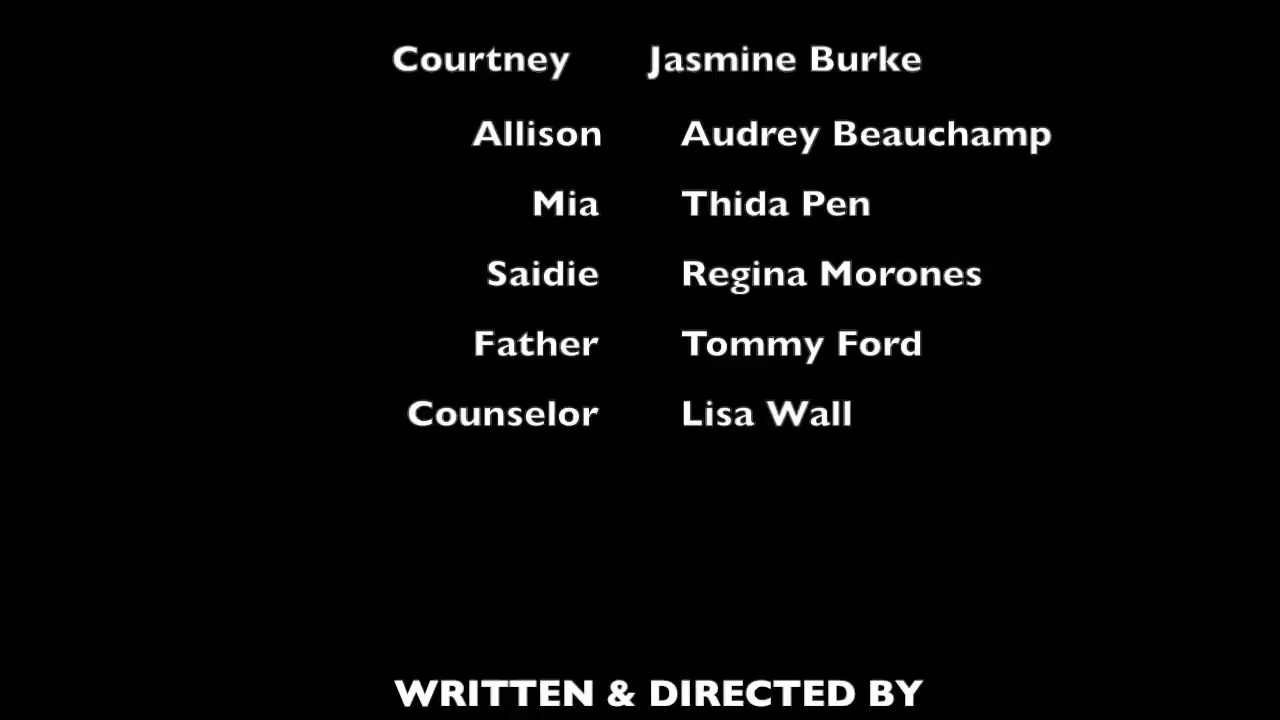 Courtney Jasmine Burke
Allison Audrey Beauchamp
Mia Thida Pen
Saidie Regina Morones
Father Tommy Ford
Counselor Lisa Wall
WRITTEN & DIRECTED BY